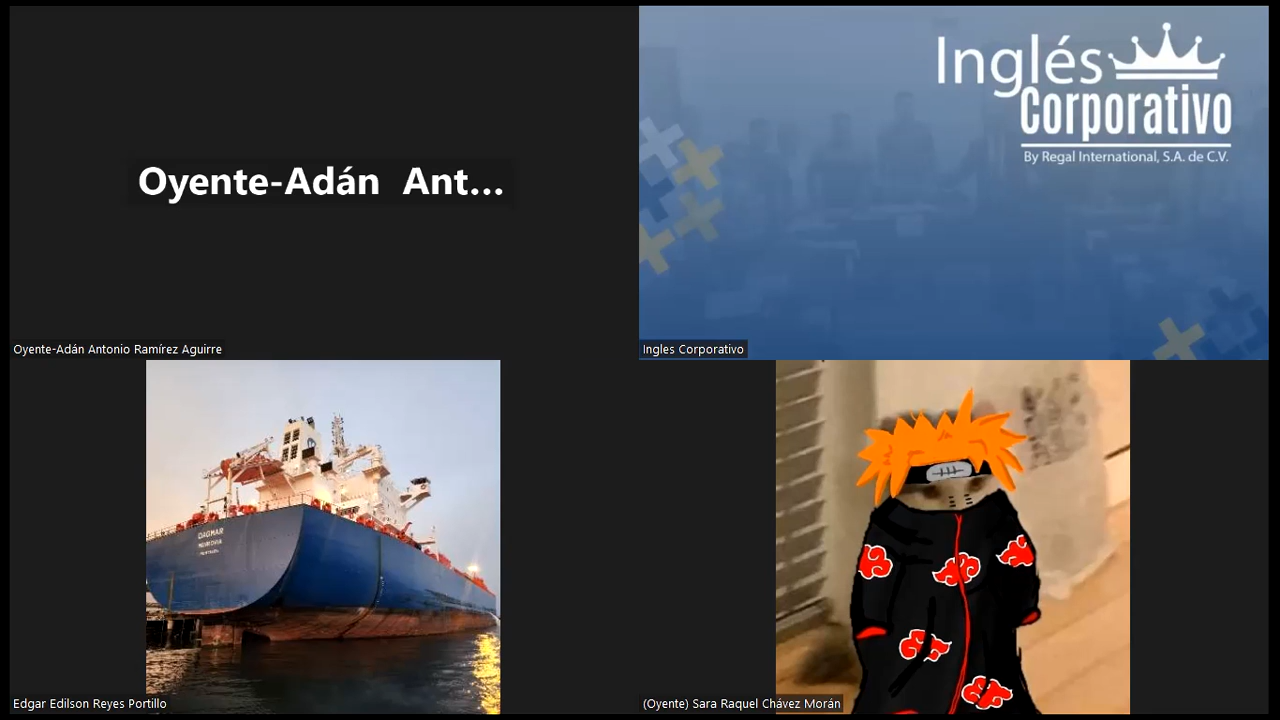 Oyente-Adán Ant...
Inglés
Corporativo
By Regal International, S.A. de C.V.
Oyente-Adán Antonio Ramírez Aguirre
Ingles Corporativo
DAGMAR
Edgar Edilson Reyes Portillo
(Oyente) Sara Raquel Chávez Morán